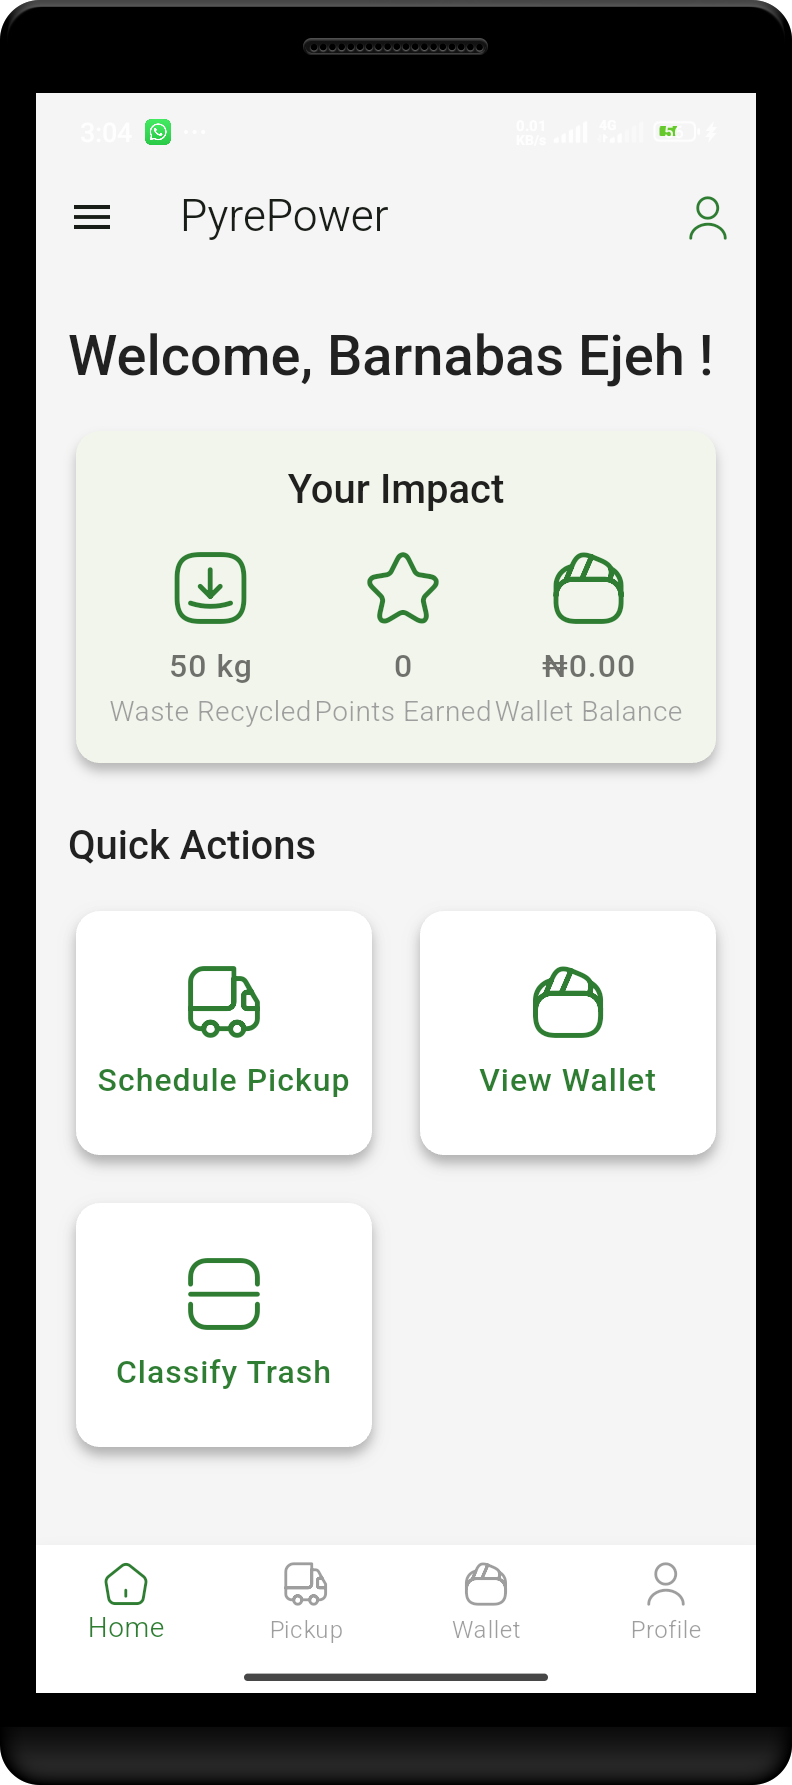 3:04 ... 0.01 KB/s 4G 56
PyrePower
Welcome, Barnabas Ejeh !
Your Impact
50 kg 0 ₦0.00
Waste Recycled Points Earned Wallet Balance
Quick Actions
Schedule Pickup View Wallet
Classify Trash
Home Pickup Wallet Profile